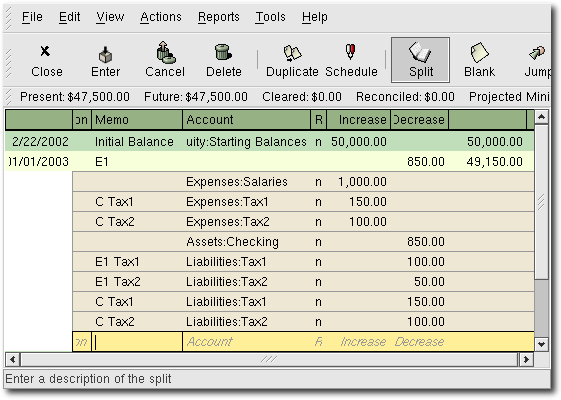 File Edit View Actions Reports Tools Help
Close Enter Cancel Delete Duplicate Schedule Split Blank Jump
Present: $47,500.00 Future: $47,500.00 Cleared: $0.00 Reconciled: $0.00 Projected Mini
on Memo Account R Increase Decrease
2/22/2002 Initial Balance uity:Starting Balances n 50,000.00 50,000.00
01/01/2003 E1 850.00 49,150.00
Expenses:Salaries n 1,000.00
C Tax1 Expenses:Tax1 n 150.00
C Tax2 Expenses:Tax2 n 100.00
Assets:Checking n 850.00
E1 Tax1 Liabilities:Tax1 n 100.00
E1 Tax2 Liabilities:Tax2 n 50.00
C Tax1 Liabilities:Tax1 n 150.00
C Tax2 Liabilities:Tax2 n 100.00
on Account R Increase Decrease
Enter a description of the split